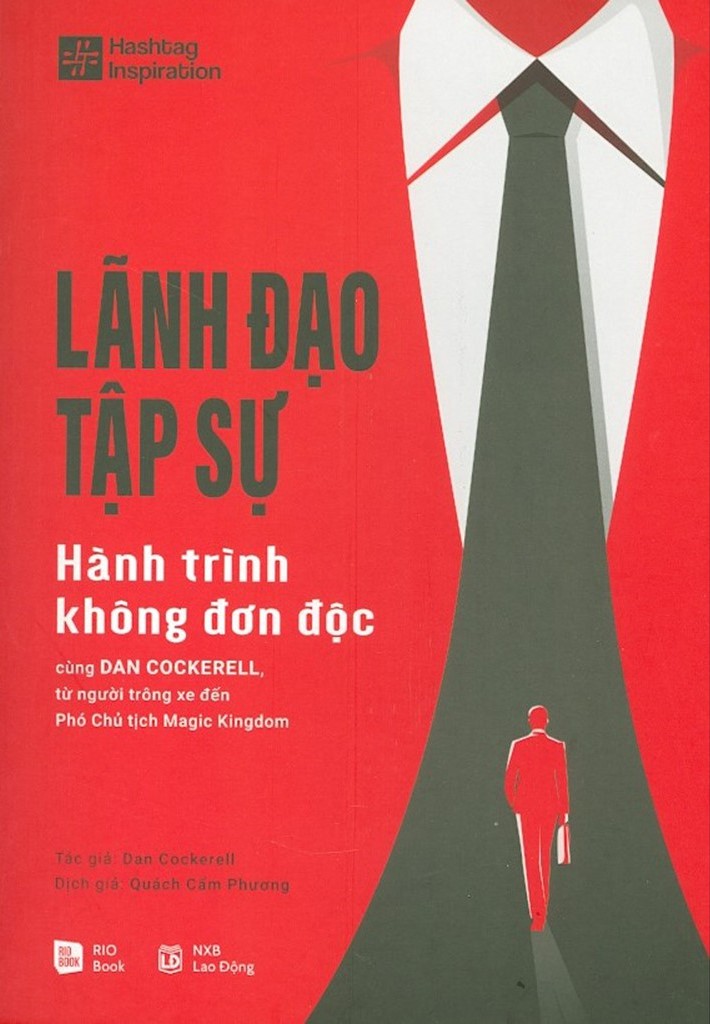 Hashtag
Inspiration
LÃNH ĐẠO
TẬP SỰ
Hành trình
không đơn độc
cùng DAN COCKERELL,
từ người trông xe đến
Phó Chủ tịch Magic Kingdom
Tác giả: Dan Cockerell
Dịch giả: Quách Cẩm Phương
RIO
BOOK
RIO
Book
LĐ
NXB
Lao Động